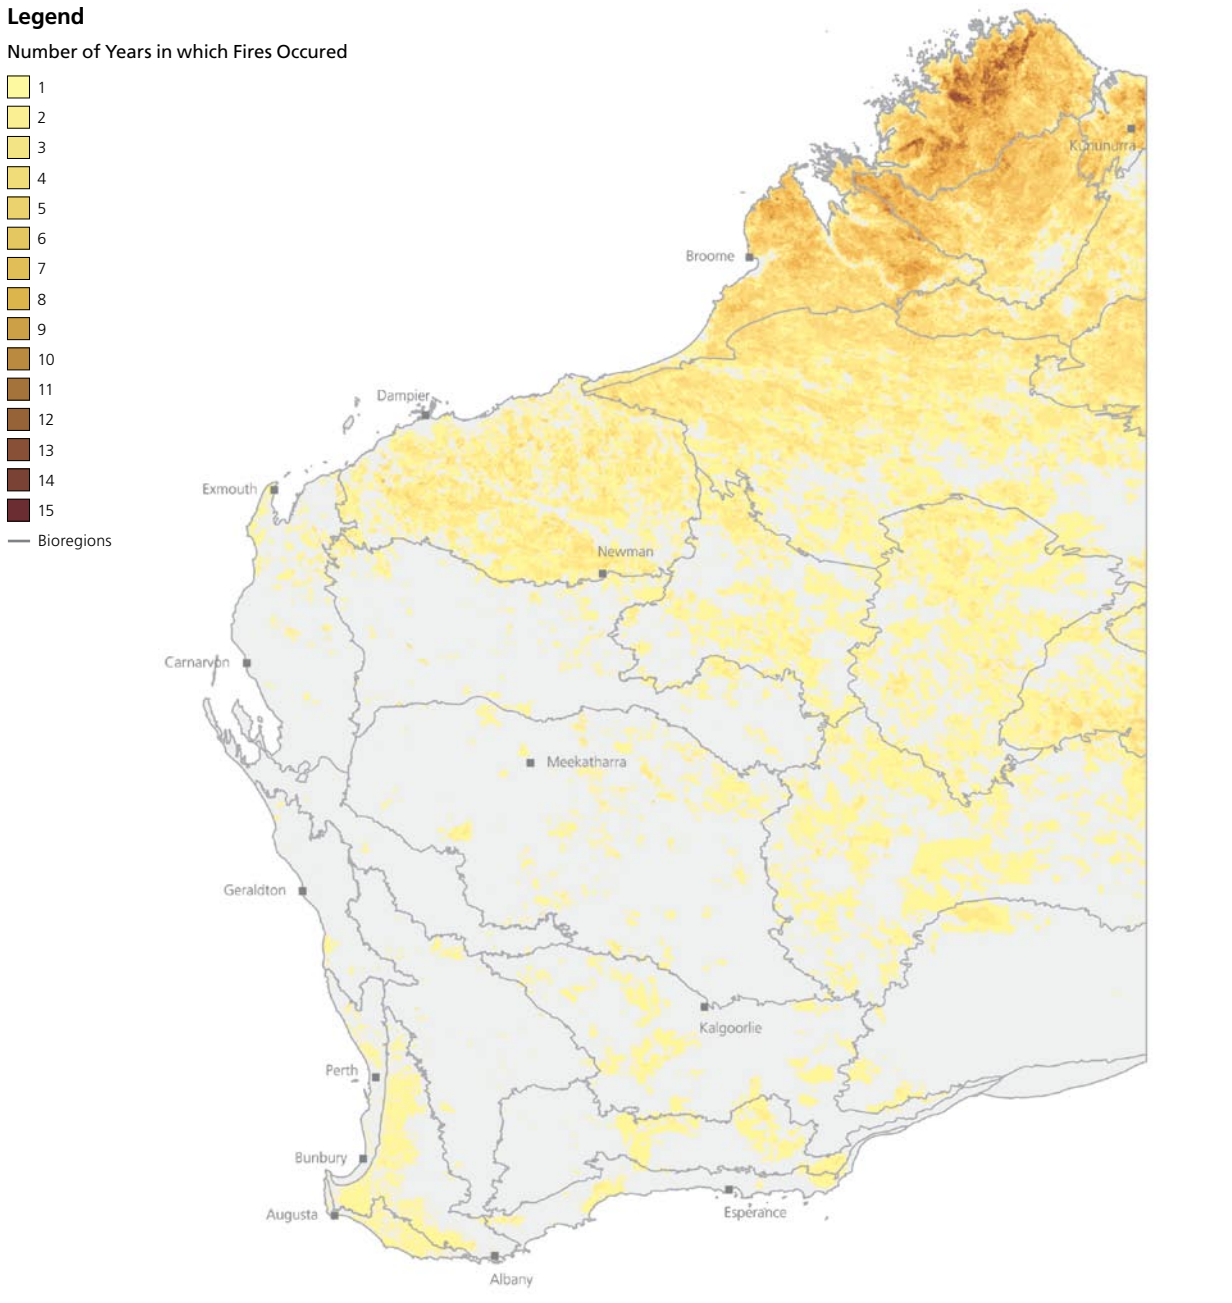 Legend
Number of Years in which Fires Occured
1
2
3
4
5
6
7
8
9
10
11
12
13
14
15
Bioregions
Kununurra
Broome
Dampier
Exmouth
Newman
Carnarvon
Meekatharra
Geraldton
Kalgoorlie
Perth
Bunbury
Augusta
Esperance
Albany